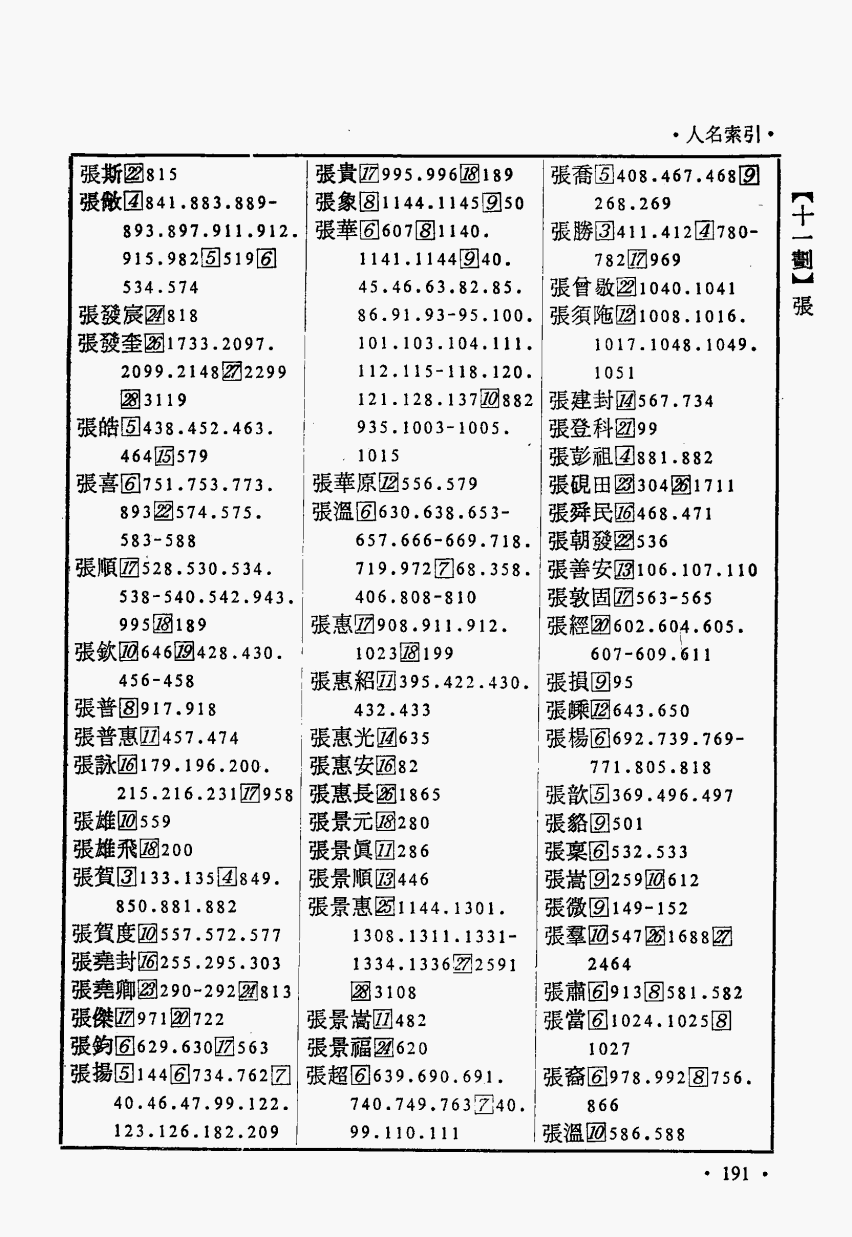 ·人名索引·
張斯[22]815
張敞[4]841.883.889-
893.897.911.912.
915.982[5]519[6]
534.574
張發宸[24]818
張發奎[26]1733.2097.
2099.2148[27]2299
[28]3119
張皓[5]438.452.463.
464[15]579
張喜[6]751.753.773.
893[22]574.575.
583-588
張順[17]528.530.534.
538-540.542.943.
995[18]189
張欽[10]646[19]428.430.
456-458
張普[8]917.918
張普惠[11]457.474
張詠[16]179.196.200.
215.216.231[17]958
張雄[10]559
張雄飛[18]200
張賀[3]133.135[4]849.
850.881.882
張賀度[10]557.572.577
張堯封[16]255.295.303
張堯卿[23]290-292[24]813
張傑[17]971[20]722
張鈞[6]629.630[17]563
張揚[5]144[6]734.762[7]
40.46.47.99.122.
123.126.182.209
張貴[17]995.996[18]189
張象[8]1144.1145[9]50
張華[6]607[8]1140.
1141.1144[9]40.
45.46.63.82.85.
86.91.93-95.100.
101.103.104.111.
112.115-118.120.
121.128.137[10]882
935.1003-1005.
1015
張華原[12]556.579
張溫[6]630.638.653-
657.666-669.718.
719.972[7]68.358.
406.808-810
張惠[17]908.911.912.
1023[18]199
張惠紹[11]395.422.430.
432.433
張惠光[14]635
張惠安[16]82
張惠長[26]1865
張景元[18]280
張景眞[11]286
張景順[13]446
張景惠[25]1144.1301.
1308.1311.1331-
1334.1336[27]2591
[28]3108
張景嵩[11]482
張景福[24]620
張超[6]639.690.691.
740.749.763[7]40.
99.110.111
張喬[5]408.467.468[9]
268.269
張勝[3]411.412[4]780-
782[17]969
張曾敭[22]1040.1041
張須陁[12]1008.1016.
1017.1048.1049.
1051
張建封[14]567.734
張登科[21]99
張彭祖[4]881.882
張硯田[23]304[26]1711
張舜民[16]468.471
張朝發[22]536
張善安[13]106.107.110
張敦固[17]563-565
張經[20]602.604.605.
607-609.611
張損[9]95
張嵊[12]643.650
張楊[6]692.739.769-
771.805.818
張歆[5]369.496.497
張貉[9]501
張稟[6]532.533
張嵩[9]259[10]612
張微[9]149-152
張羣[10]547[26]1688[27]
2464
張肅[6]913[8]581.582
張當[6]1024.1025[8]
1027
張裔[6]978.992[8]756.
866
張溫[10]586.588
【十一劃】張
· 191 ·